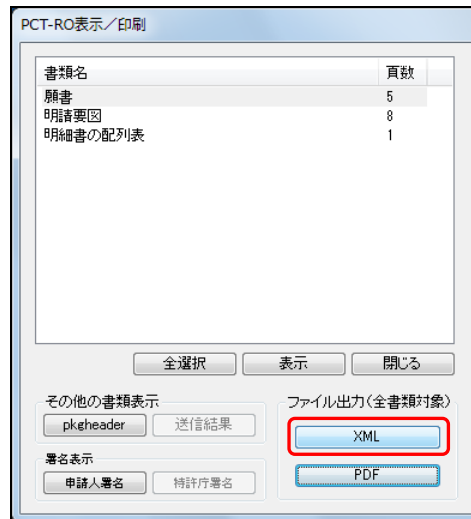 PCT-RO表示／印刷
書類名 頁数
願書 5
明請要図 8
明細書の配列表 1
全選択 表示 閉じる
その他の書類表示 ファイル出力(全書類対象)
pkgheader 送信結果 XML
署名表示
申請人署名 特許庁署名 PDF